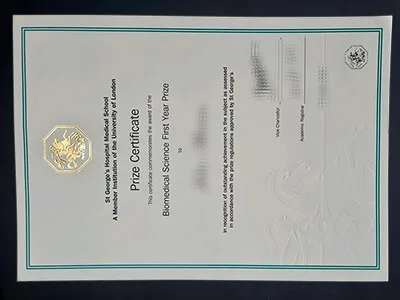 St George's Hospital Medical School
A Member Institution of the University of London
Prize Certificate
This certificate commemorates the award of the
Biomedical Science First Year Prize
to
in recognition of outstanding achievement in the subject as assessed
in accordance with the prize regulations approved by St George's
Vice-Chancellor
Academic Registrar